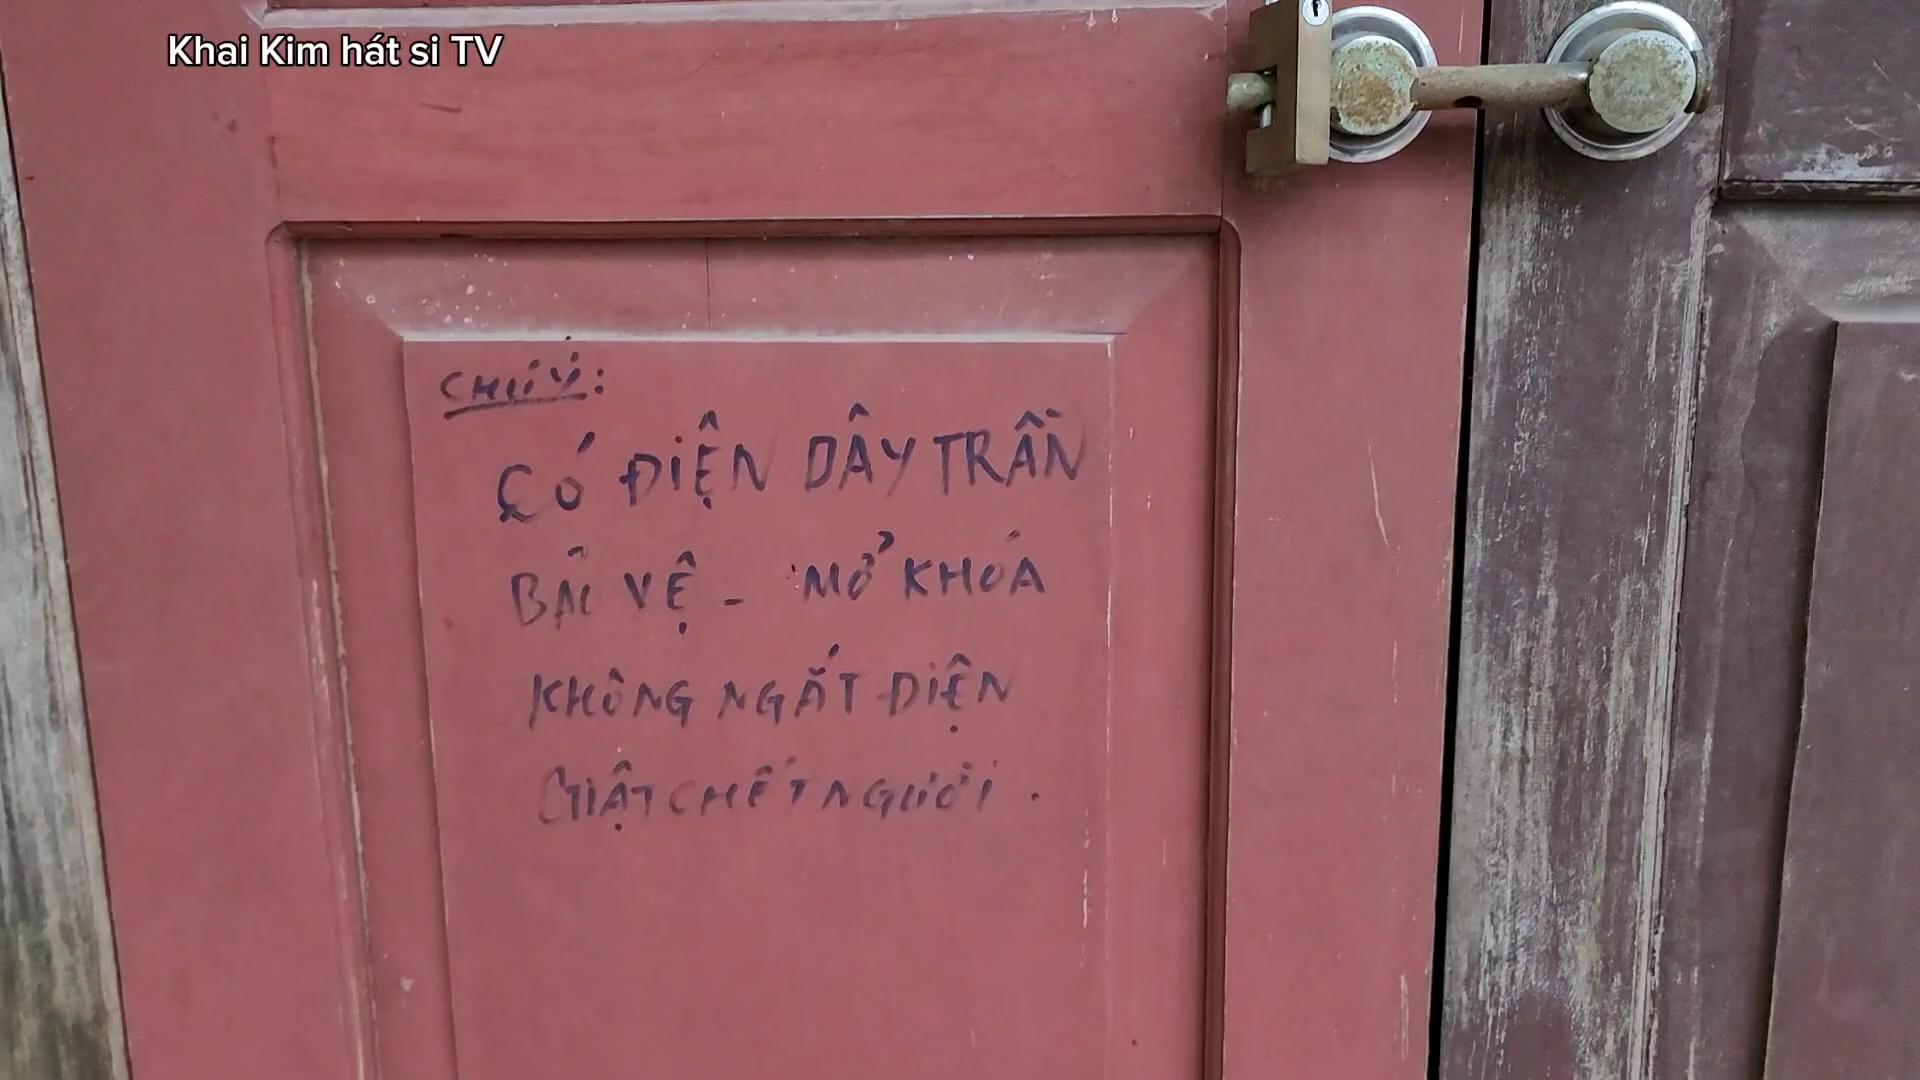 Khai Kim hát si TV
CHÚ Ý:
CÓ ĐIỆN DÂY TRẦN
BẢO VỆ - MỞ KHÓA
KHÔNG NGẮT ĐIỆN
GIẬT CHẾT NGƯỜI.